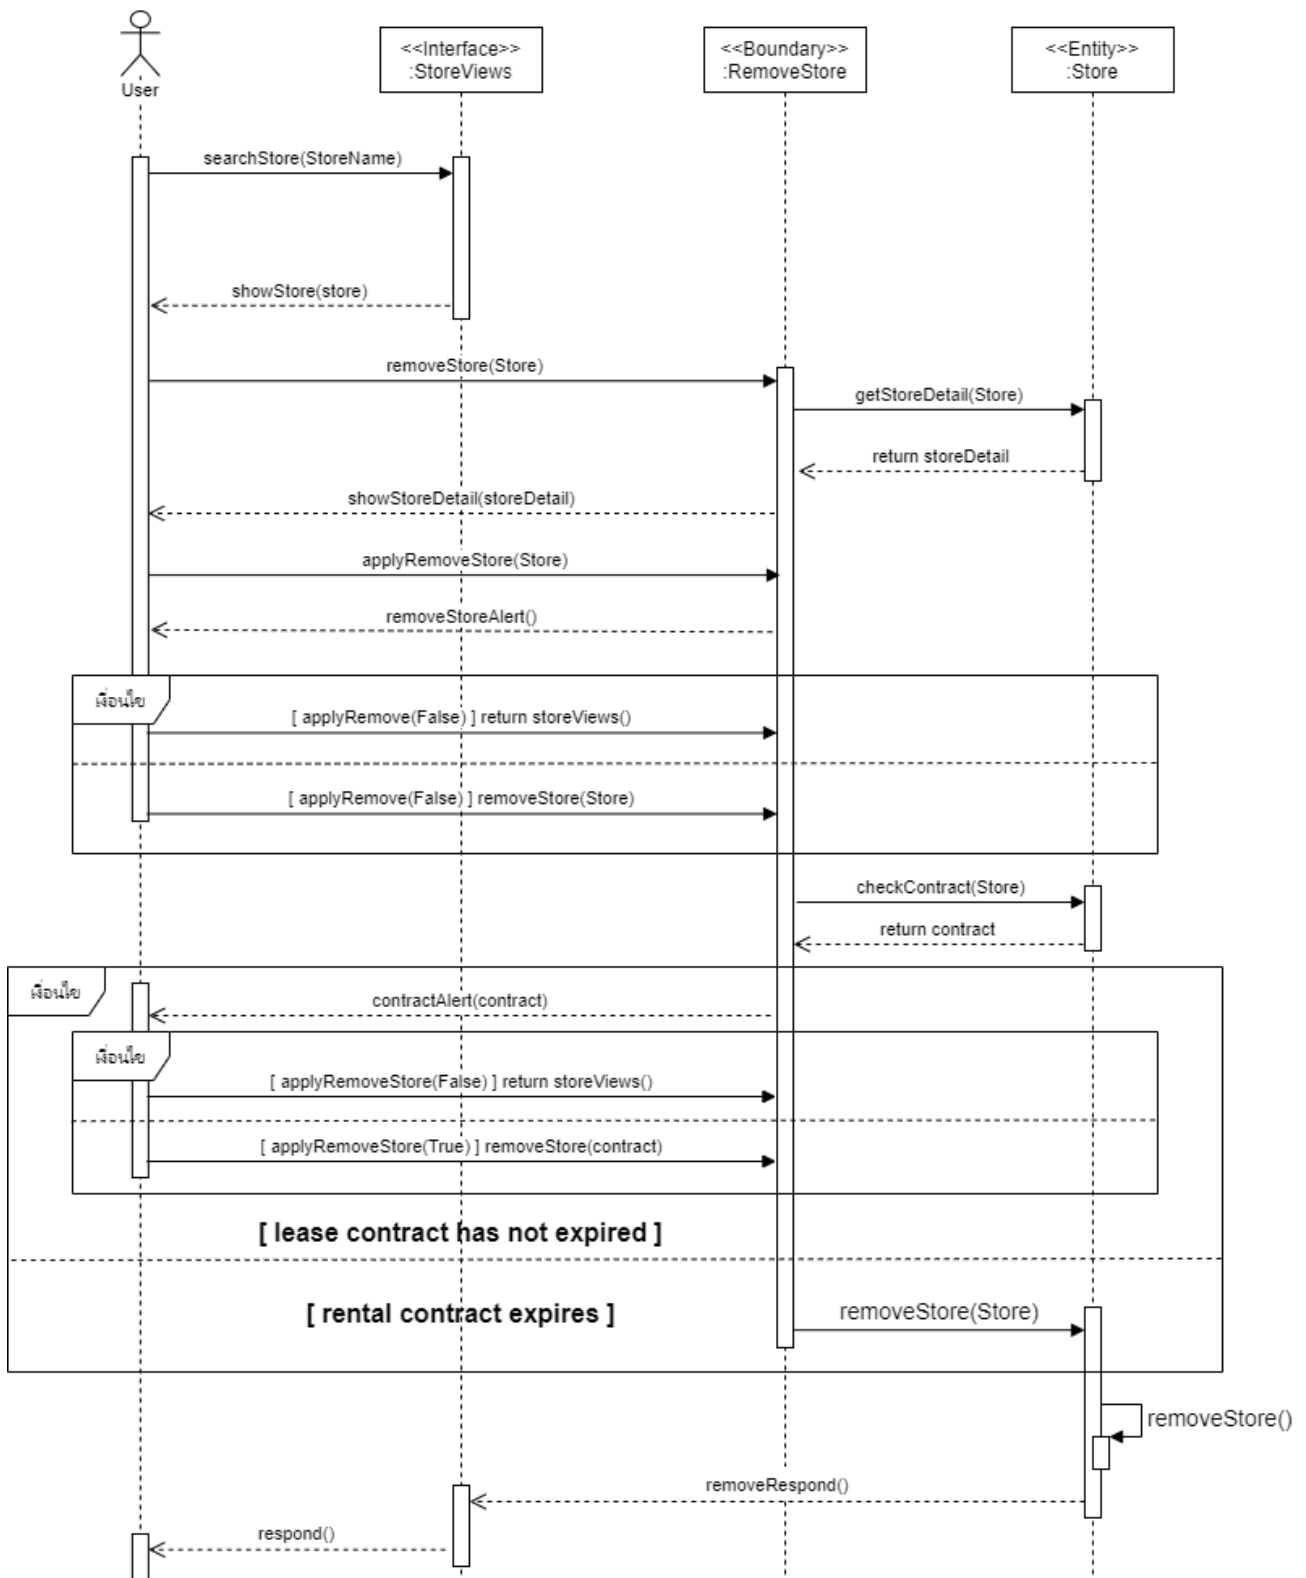 <<Interface>>
:StoreViews
<<Boundary>>
:RemoveStore
<<Entity>>
:Store
User
searchStore(StoreName)
showStore(store)
removeStore(Store)
getStoreDetail(Store)
return storeDetail
showStoreDetail(storeDetail)
applyRemoveStore(Store)
removeStoreAlert()
เงื่อนไข
[ applyRemove(False) ] return storeViews()
[ applyRemove(False) ] removeStore(Store)
checkContract(Store)
return contract
เงื่อนไข
contractAlert(contract)
เงื่อนไข
[ applyRemoveStore(False) ] return storeViews()
[ applyRemoveStore(True) ] removeStore(contract)
[ lease contract has not expired ]
[ rental contract expires ]
removeStore(Store)
removeStore()
removeRespond()
respond()